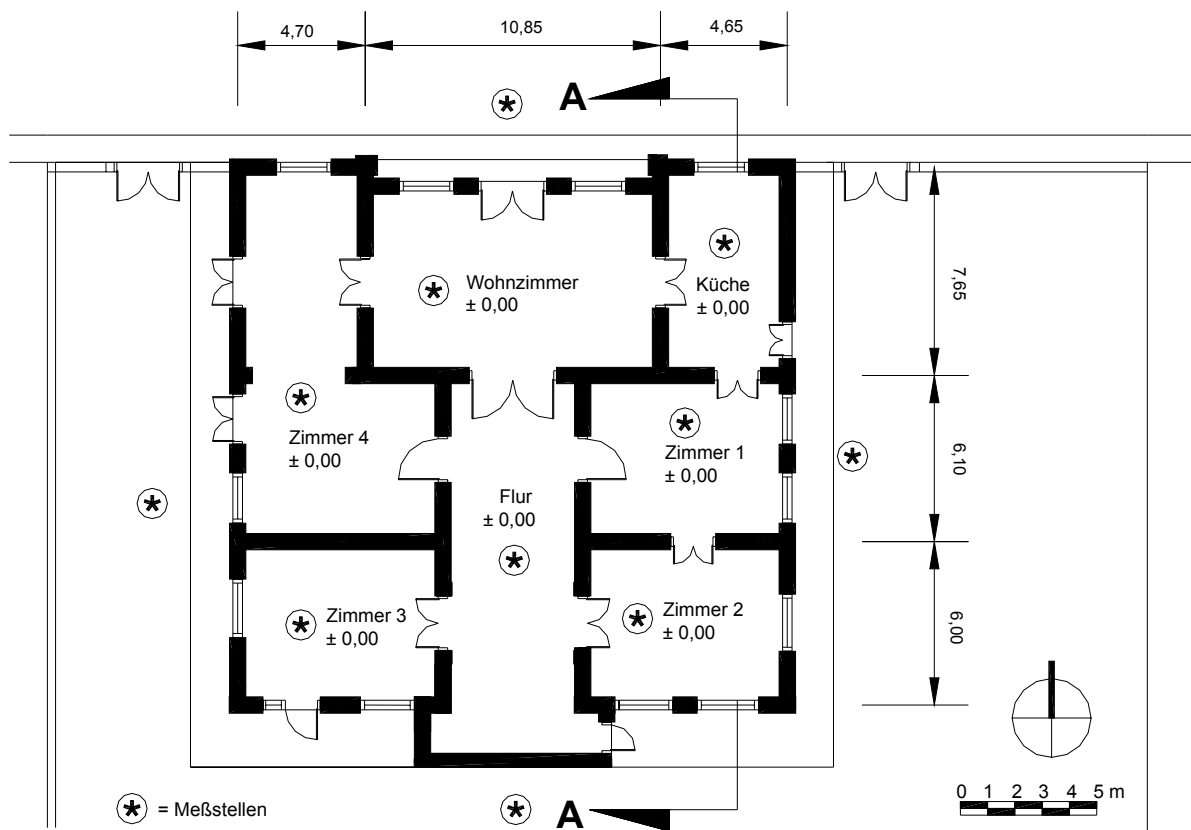 4,70
10,85
4,65
A
7,65
Wohnzimmer
± 0,00
Küche
± 0,00
6,10
Zimmer 4
± 0,00
Zimmer 1
± 0,00
Flur
± 0,00
6,00
Zimmer 3
± 0,00
Zimmer 2
± 0,00
0 1 2 3 4 5 m
= Meßstellen
A